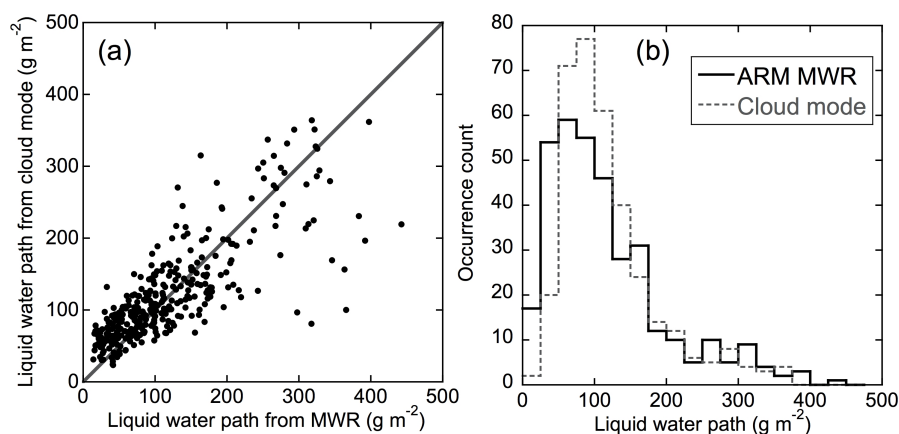 (a)
Liquid water path from cloud mode (g m⁻²)
500
400
300
200
100
0
0 100 200 300 400 500
Liquid water path from MWR (g m⁻²)
(b)
ARM MWR
Cloud mode
Occurrence count
80
70
60
50
40
30
20
10
0
0 100 200 300 400 500
Liquid water path (g m⁻²)